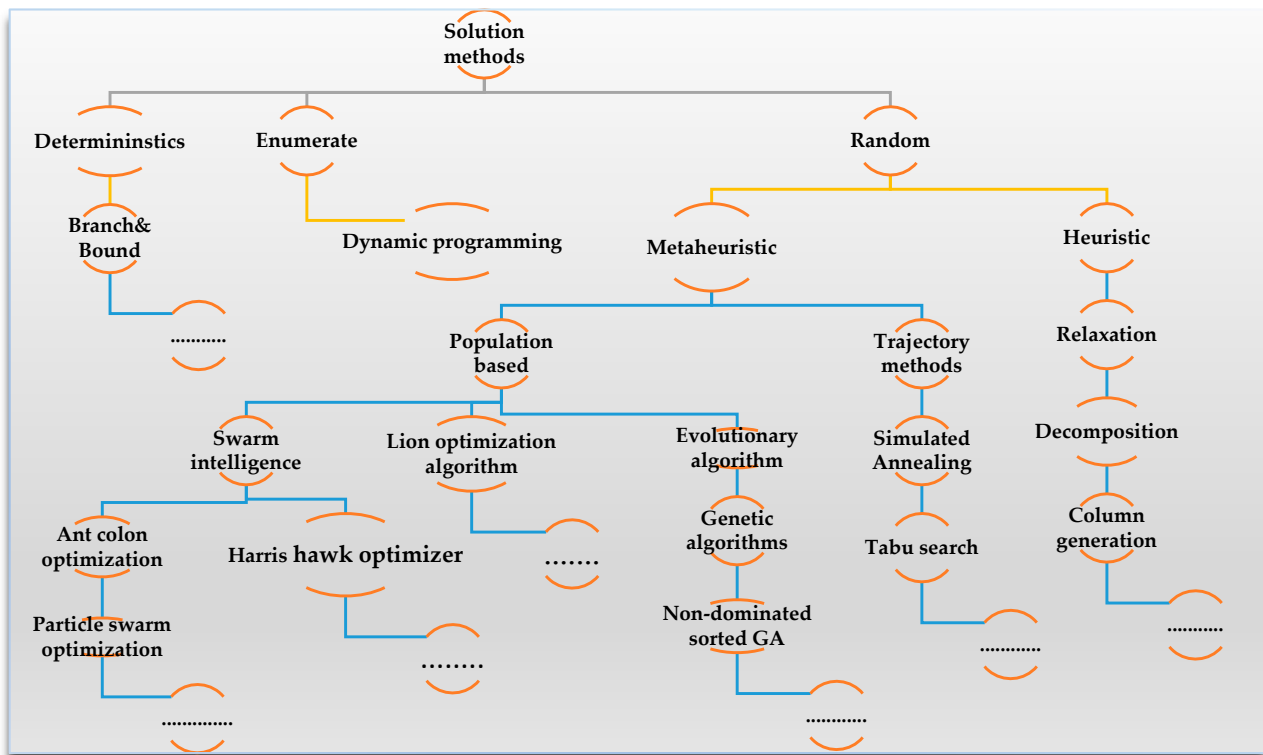 Solution
methods
Determininstics
Enumerate
Random
Branch&
Bound
Dynamic programming
Metaheuristic
Heuristic
...........
Population
based
Trajectory
methods
Relaxation
Swarm
intelligence
Lion optimization
algorithm
Evolutionary
algorithm
Simulated
Annealing
Decomposition
Ant colon
optimization
Harris hawk optimizer
.......
Genetic
algorithms
Tabu search
Column
generation
Particle swarm
optimization
........
Non-dominated
sorted GA
............
...........
..............
............